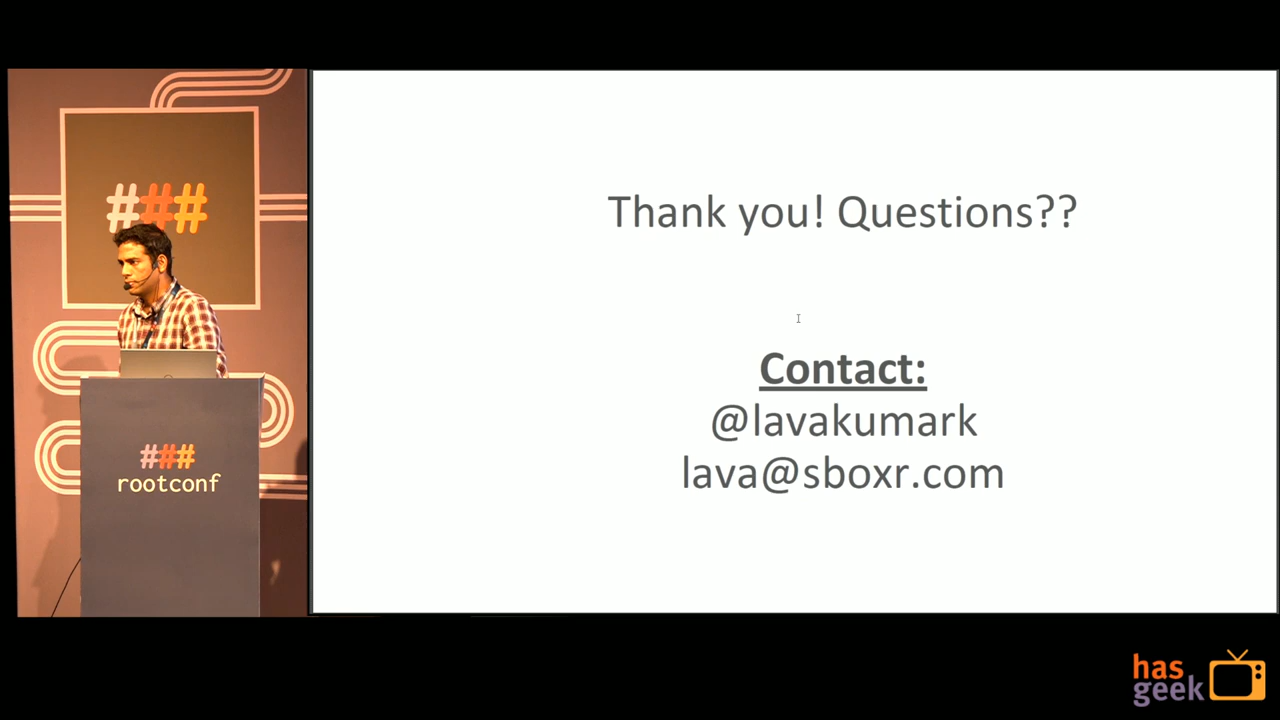 ###
###
rootconf
Thank you! Questions??
Contact:
@lavakumark
lava@sboxr.com
has
geek